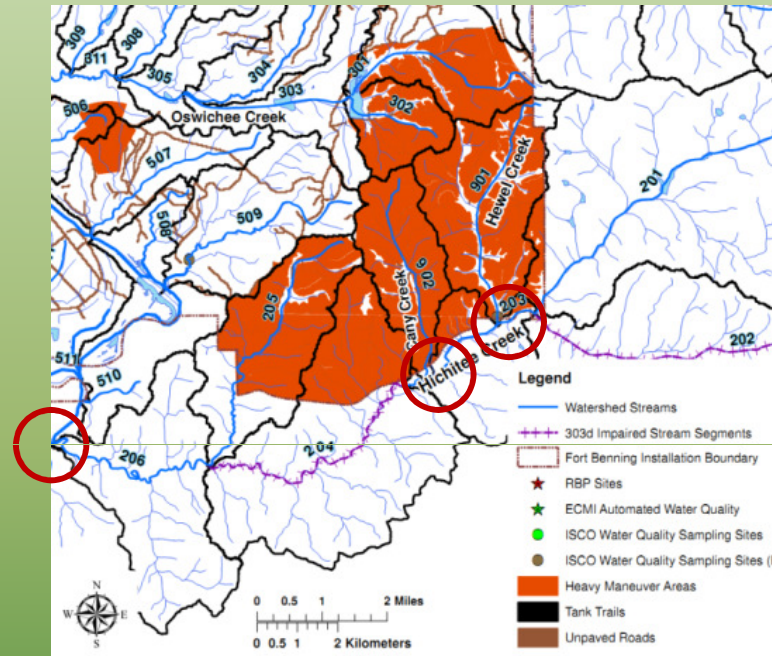 309
308
311
305
304
303
301
302
506
Oswichee Creek
507
901
Hewel Creek
201
508
509
205
9 02
Creek
203
Hichitee Creek
202
511
510
206
2 04
Legend
Watershed Streams
303d Impaired Stream Segments
Fort Benning Installation Boundary
RBP Sites
ECMI Automated Water Quality
ISCO Water Quality Sampling Sites
ISCO Water Quality Sampling Sites (
Heavy Maneuver Areas
Tank Trails
Unpaved Roads
N
W
E
S
0 0.5 1 2 Miles
0 0.5 1 2 Kilometers